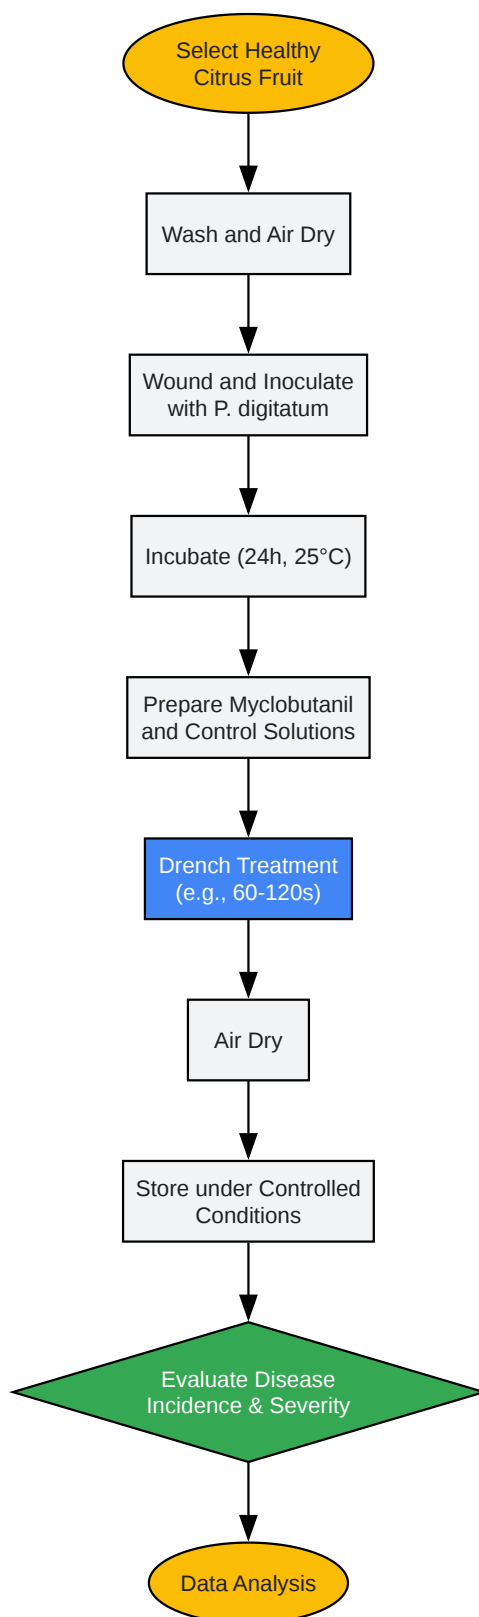 Select Healthy
Citrus Fruit
Wash and Air Dry
Wound and Inoculate
with P. digitatum
Incubate (24h, 25°C)
Prepare Myclobutanil
and Control Solutions
Drench Treatment
(e.g., 60-120s)
Air Dry
Store under Controlled
Conditions
Evaluate Disease
Incidence & Severity
Data Analysis